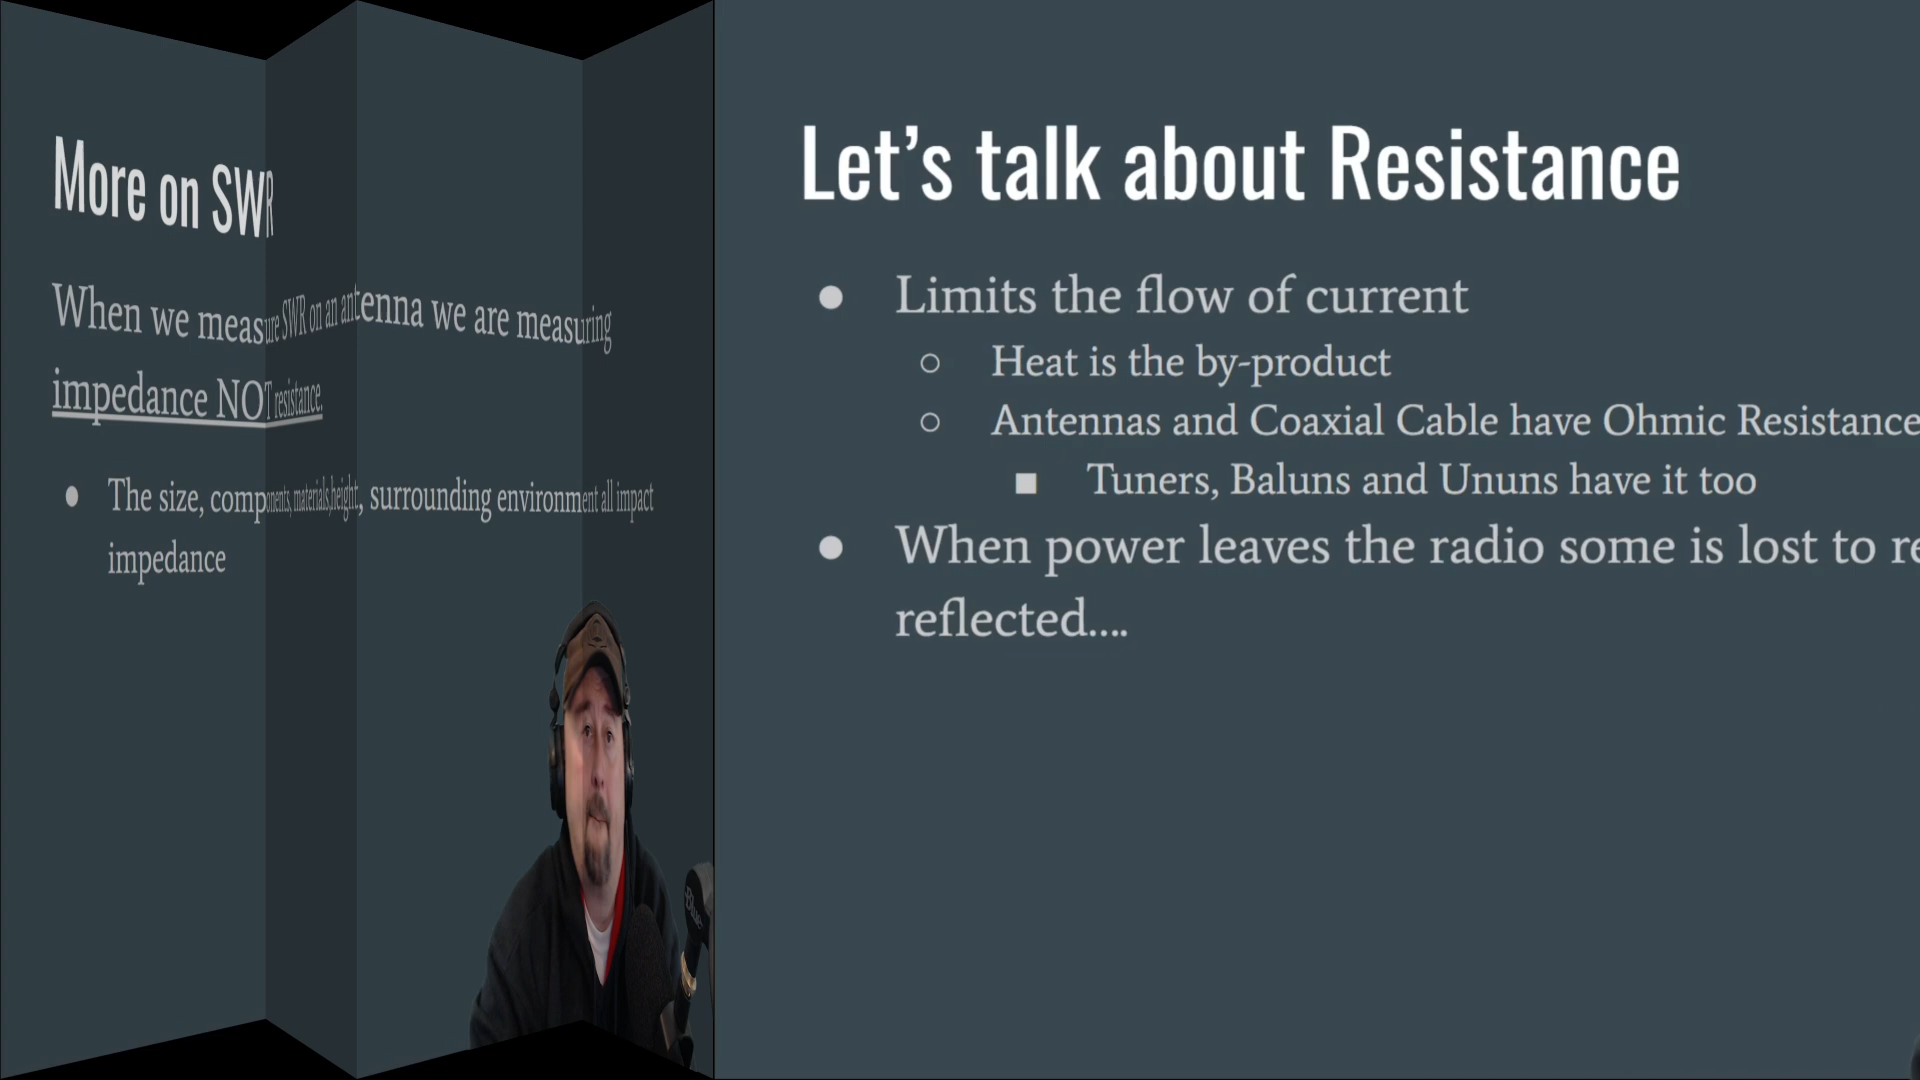 More on SWR
When we measure SWR on an antenna we are measuring
impedance NOT resistance.
The size, components, materials,height, surrounding environment all impact
impedance
Let's talk about Resistance
Limits the flow of current
Heat is the by-product
Antennas and Coaxial Cable have Ohmic Resistance
Tuners, Baluns and Ununs have it too
When power leaves the radio some is lost to re
reflected....
Blue